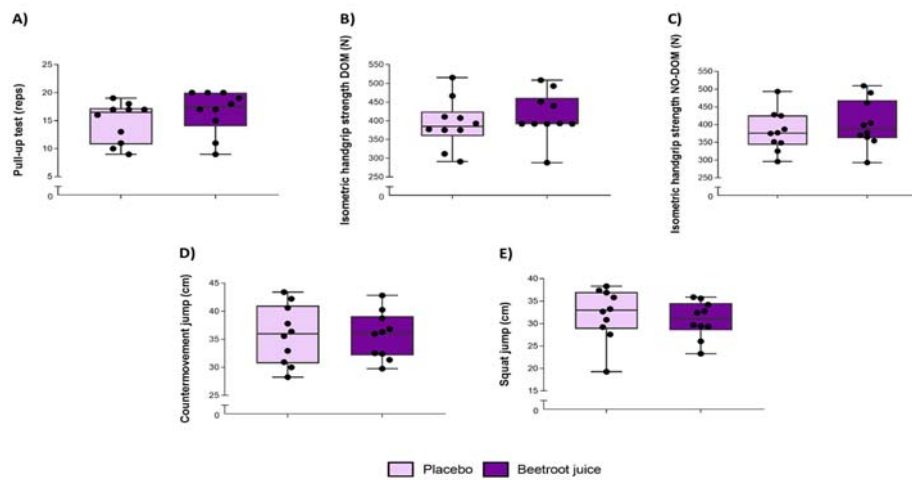 A)
Pull-up test (reps)
25
20
15
10
5
0
B)
Isometric handgrip strength DOM (N)
550
500
450
400
350
300
250
0
C)
Isometric handgrip strength NO-DOM (N)
550
500
450
400
350
300
250
0
D)
Countermovement jump (cm)
45
40
35
30
25
0
E)
Squat jump (cm)
40
35
30
25
20
15
0
Placebo
Beetroot juice